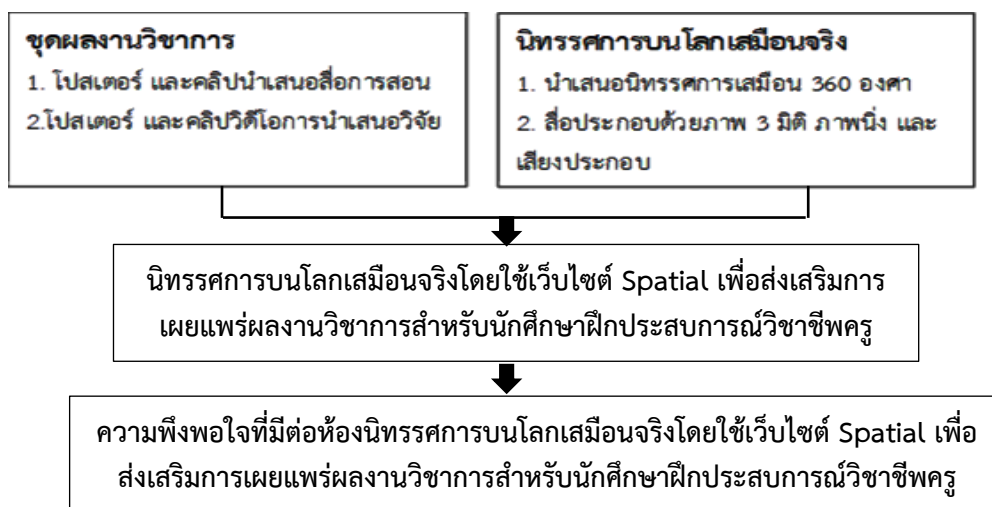 ชุดผลงานวิชาการ
1. โปสเตอร์ และคลิปนำเสนอสื่อการสอน
2.โปสเตอร์ และคลิปวิดีโอการนำเสนอวิจัย
นิทรรศการบนโลกเสมือนจริง
1. นำเสนอนิทรรศการเสมือน 360 องศา
2. สื่อประกอบด้วยภาพ 3 มิติ ภาพนิ่ง และ
เสียงประกอบ
นิทรรศการบนโลกเสมือนจริงโดยใช้เว็บไซต์ Spatial เพื่อส่งเสริมการ
เผยแพร่ผลงานวิชาการสำหรับนักศึกษาฝึกประสบการณ์วิชาชีพครู
ความพึงพอใจที่มีต่อห้องนิทรรศการบนโลกเสมือนจริงโดยใช้เว็บไซต์ Spatial เพื่อ
ส่งเสริมการเผยแพร่ผลงานวิชาการสำหรับนักศึกษาฝึกประสบการณ์วิชาชีพครู